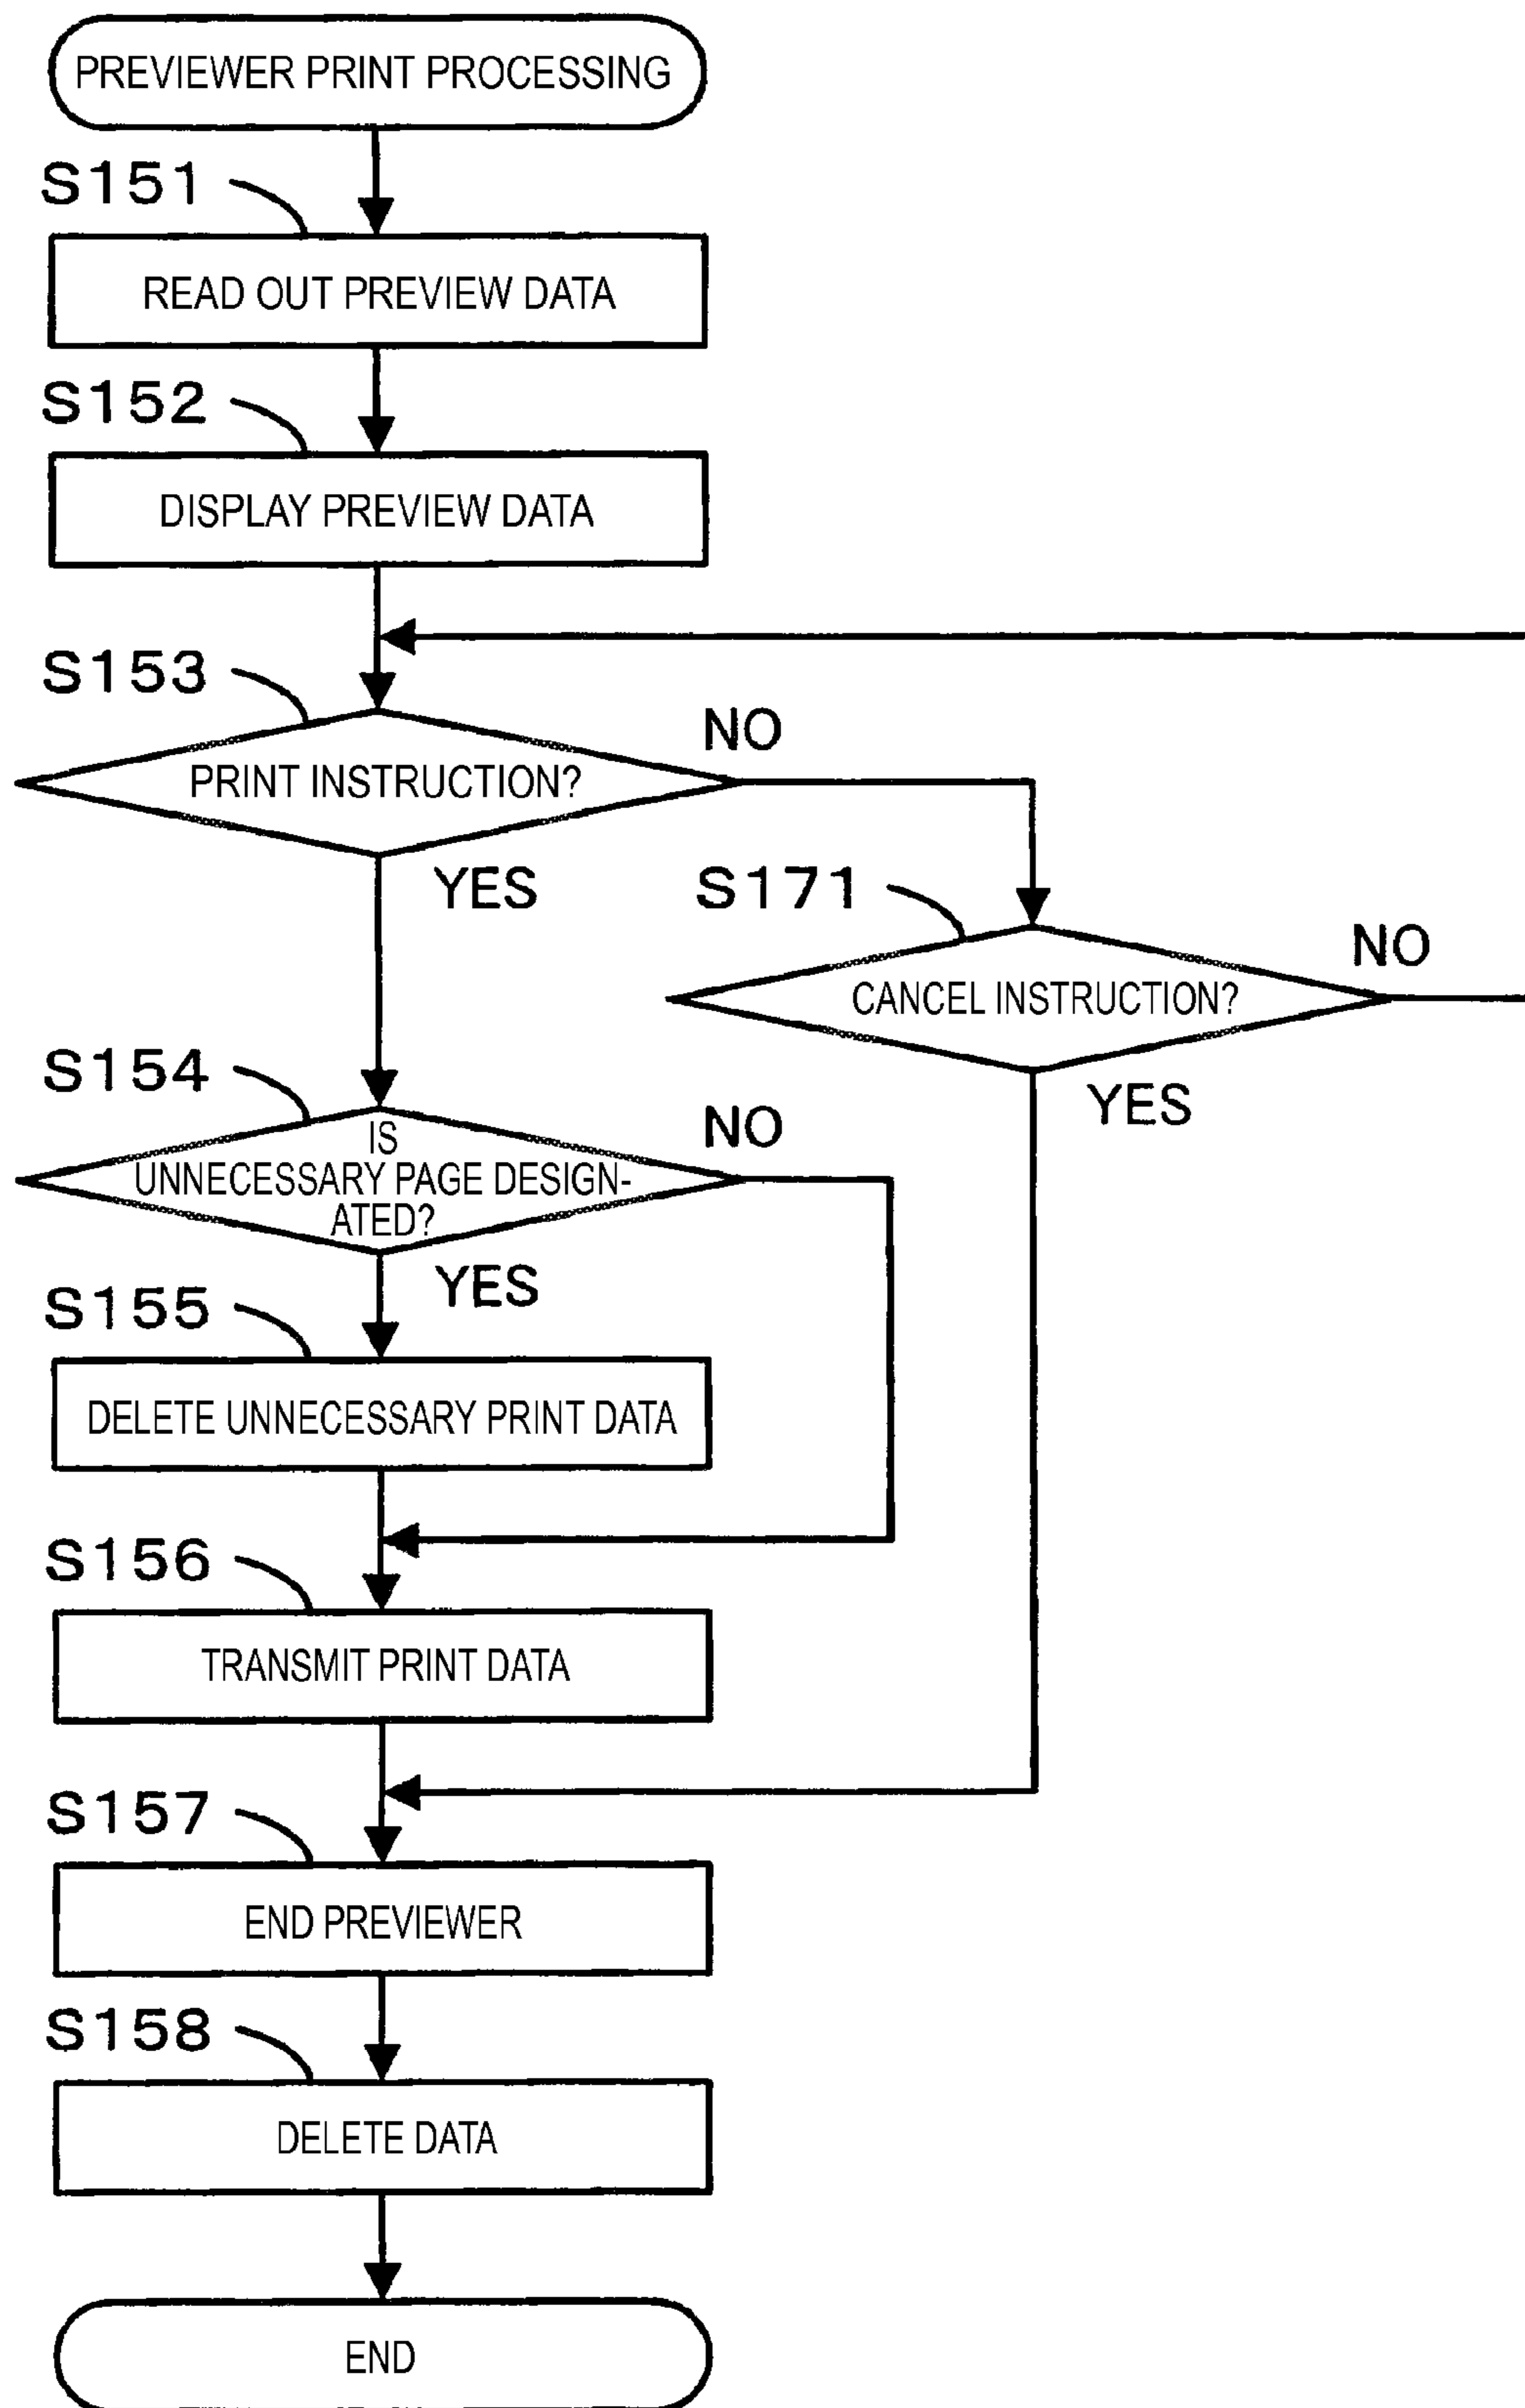 PREVIEWER PRINT PROCESSING
S151
READ OUT PREVIEW DATA
S152
DISPLAY PREVIEW DATA
S153
NO
PRINT INSTRUCTION?
YES
S171
NO
CANCEL INSTRUCTION?
YES
S154
NO
IS
UNNECESSARY PAGE DESIGN-
ATED?
YES
S155
DELETE UNNECESSARY PRINT DATA
S156
TRANSMIT PRINT DATA
S157
END PREVIEWER
S158
DELETE DATA
END